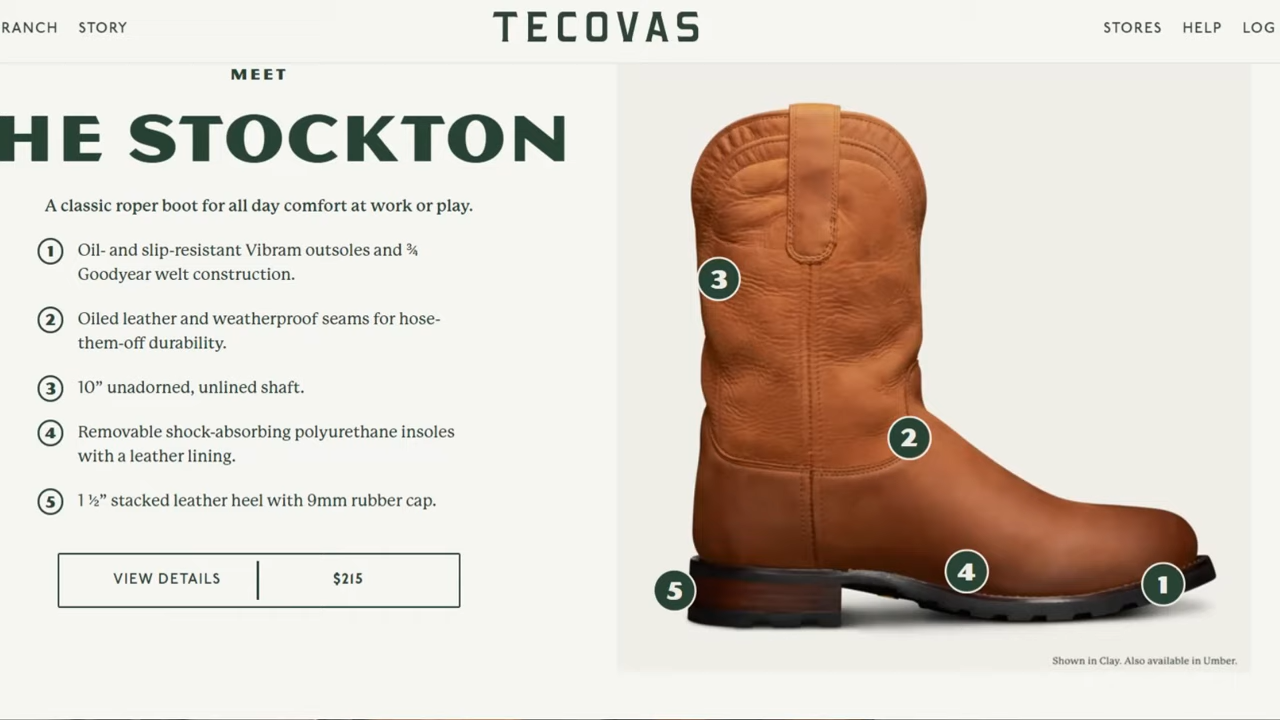 RANCH STORY TECOVAS STORES HELP LOG
MEET
HE STOCKTON
A classic roper boot for all day comfort at work or play.
1 Oil- and slip-resistant Vibram outsoles and ¾
Goodyear welt construction.
2 Oiled leather and weatherproof seams for hose-
them-off durability.
3 10” unadorned, unlined shaft.
4 Removable shock-absorbing polyurethane insoles
with a leather lining.
5 1 ½” stacked leather heel with 9mm rubber cap.
VIEW DETAILS $215
3
2
4
5
1
Shown in Clay. Also available in Umber.